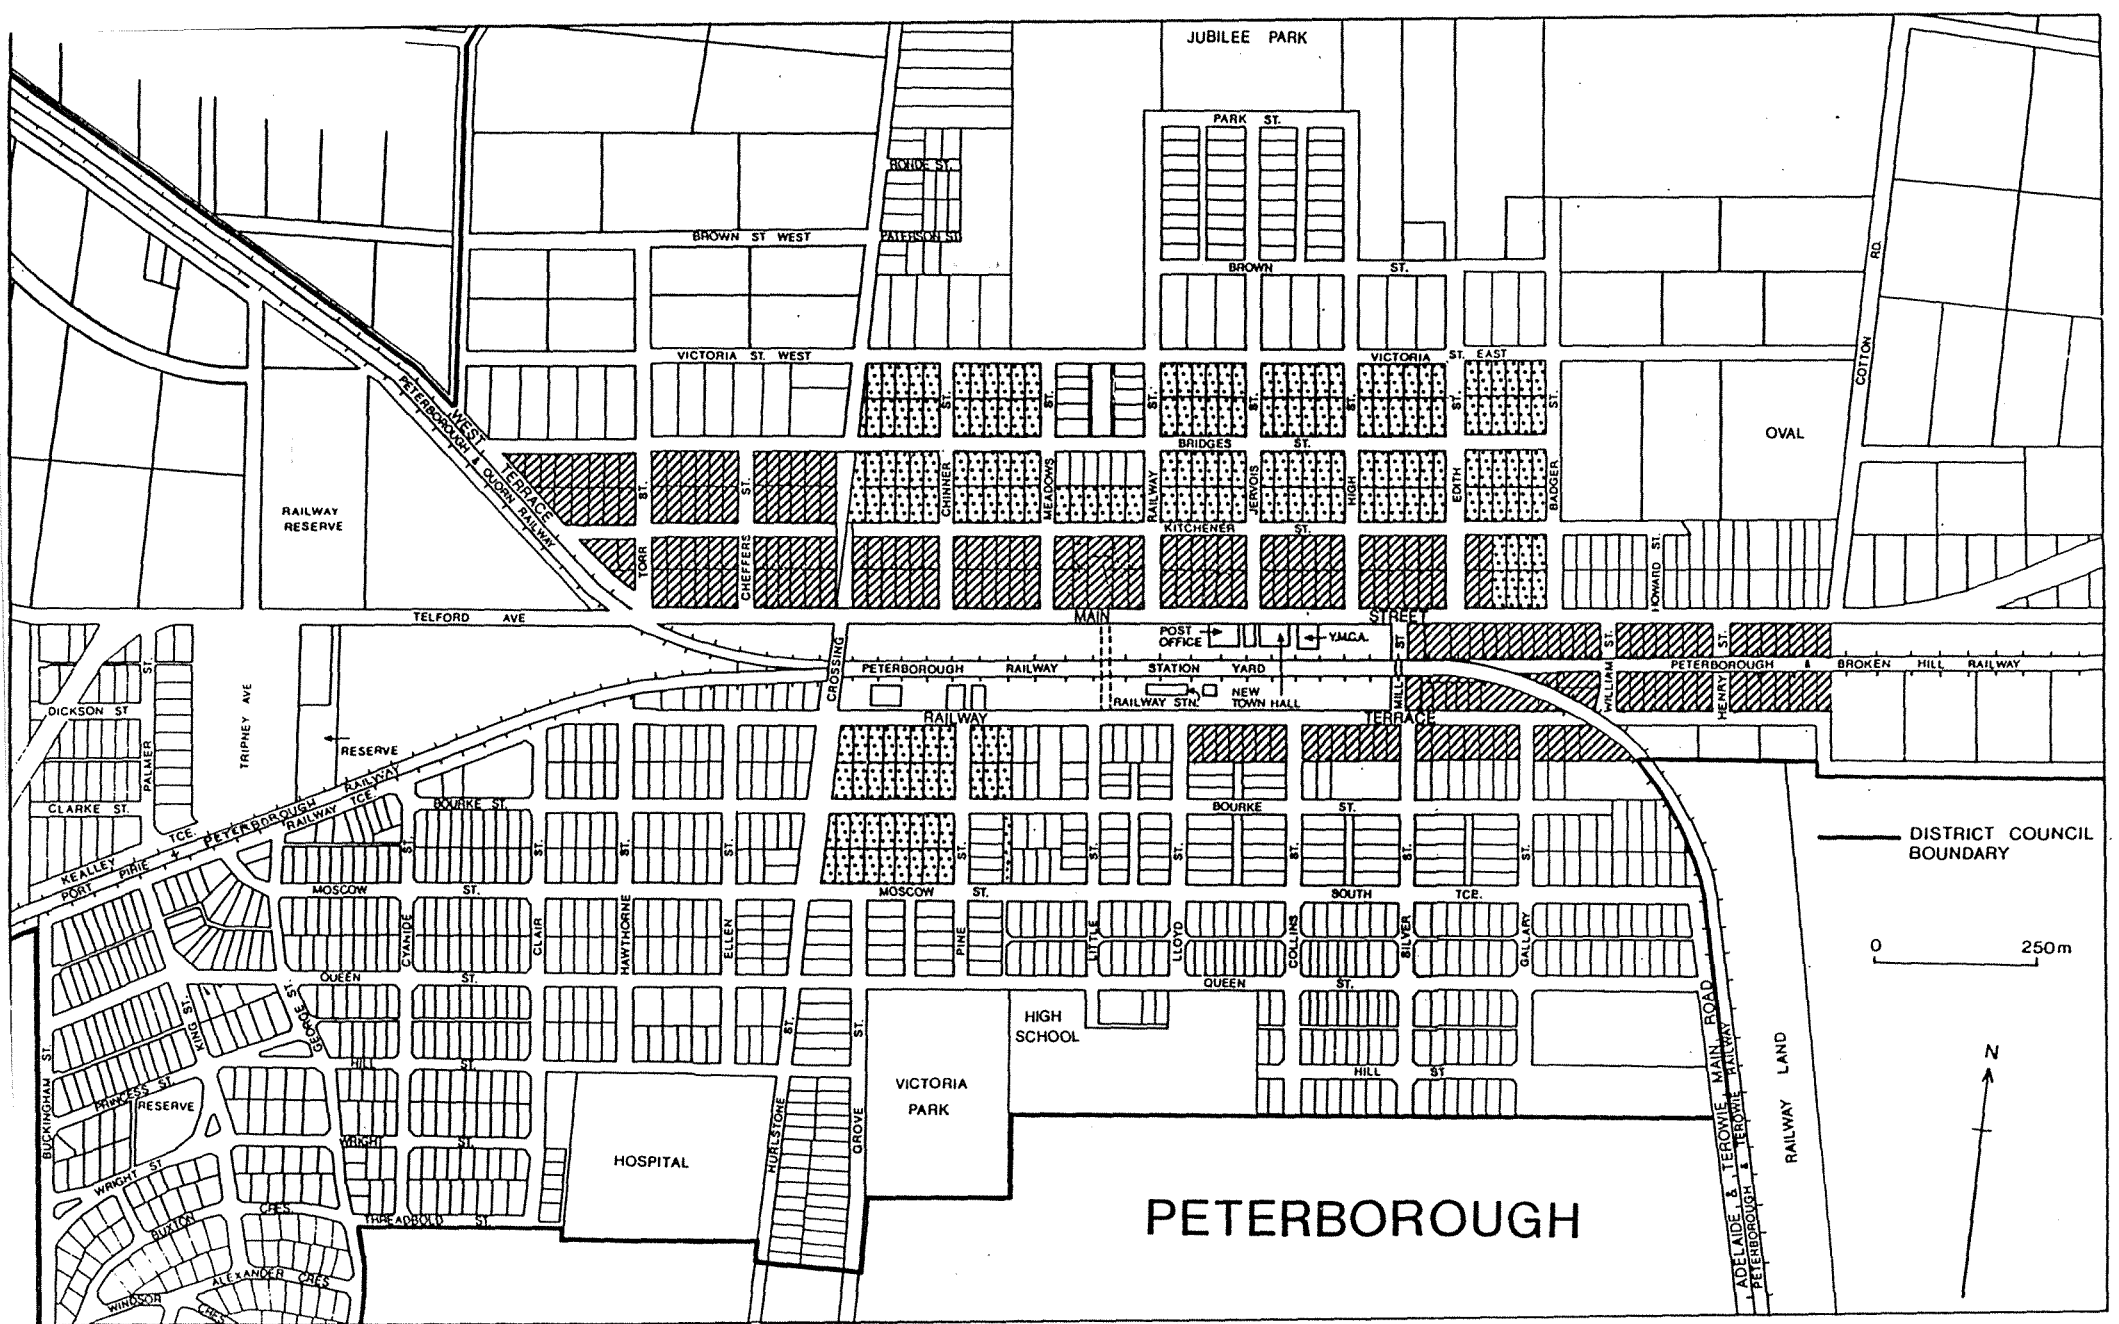 JUBILEE PARK
PARK ST.
RONDE ST.
BROWN ST WEST
PATERSON ST
BROWN ST.
COTTON RD.
VICTORIA ST. WEST
VICTORIA ST. EAST
WEST TERRACE
PETERBOROUGH & QUORN RAILWAY
OVAL
BRIDGES ST.
RAILWAY
RESERVE
TORR ST.
CHEFFERS ST.
CHINNER ST.
MEADOWS ST.
RAILWAY ST.
JERVOIS ST.
HIGH ST.
EDITH ST.
BADGER ST.
KITCHENER ST.
HOWARD ST.
TELFORD AVE
MAIN STREET
CROSSING
POST
OFFICE
Y.M.C.A.
MILL ST
WILLIAM ST.
HENRY ST.
PETERBOROUGH RAILWAY STATION YARD
PETERBOROUGH & BROKEN HILL RAILWAY
RAILWAY STN.
NEW
TOWN HALL
RAILWAY TERRACE
DICKSON ST
PALMER ST.
TRIPNEY AVE
RESERVE
CLARKE ST.
KEALLEY TCE.
PORT PIRIE & PETERBOROUGH RAILWAY
RAILWAY TCE
BOURKE ST.
BOURKE ST.
DISTRICT COUNCIL
BOUNDARY
MOSCOW ST.
MOSCOW ST.
SOUTH TCE.
CYANIDE ST.
CLAIR ST.
HAWTHORNE ST.
ELLEN ST.
PINE ST.
LITTLE ST.
LLOYD ST.
COLLINS ST.
SILVER ST.
GALLARY ST.
0 250m
QUEEN ST.
QUEEN ST.
KING ST.
GEORGE ST.
HIGH
SCHOOL
N
HILL ST.
HILL ST
VICTORIA
PARK
BUCKINGHAM ST.
PRINCESS ST.
RESERVE
HURLSTONE ST.
GROVE ST.
WRIGHT ST.
WRIGHT ST
HOSPITAL
ADELAIDE & TEROWIE MAIN ROAD
PETERBOROUGH & TEROWIE RAILWAY
RAILWAY LAND
PETERBOROUGH
THREADBOLD ST.
BUXTON CRES.
ALEXANDER CRES
WINDSOR CRES.